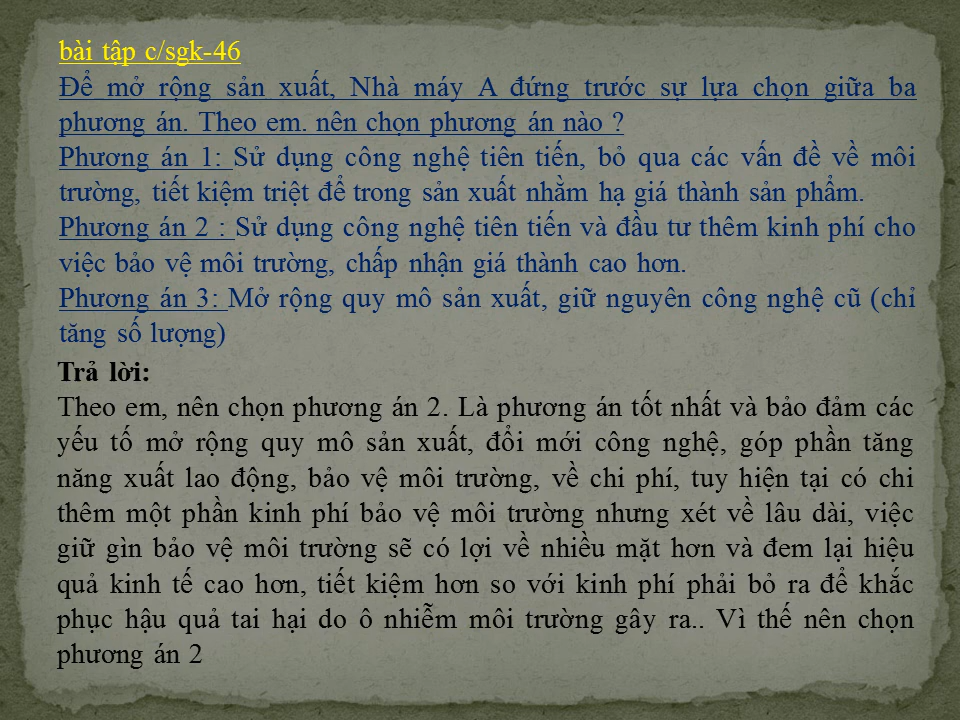 bài tập c/sgk-46
Để mở rộng sản xuất, Nhà máy A đứng trước sự lựa chọn giữa ba
phương án. Theo em. nên chọn phương án nào ?
Phương án 1: Sử dụng công nghệ tiên tiến, bỏ qua các vấn đề về môi
trường, tiết kiệm triệt để trong sản xuất nhằm hạ giá thành sản phẩm.
Phương án 2 : Sử dụng công nghệ tiên tiến và đầu tư thêm kinh phí cho
việc bảo vệ môi trường, chấp nhận giá thành cao hơn.
Phương án 3: Mở rộng quy mô sản xuất, giữ nguyên công nghệ cũ (chỉ
tăng số lượng)
Trả lời:
Theo em, nên chọn phương án 2. Là phương án tốt nhất và bảo đảm các
yếu tố mở rộng quy mô sản xuất, đổi mới công nghệ, góp phần tăng
năng xuất lao động, bảo vệ môi trường, về chi phí, tuy hiện tại có chi
thêm một phần kinh phí bảo vệ môi trường nhưng xét về lâu dài, việc
giữ gìn bảo vệ môi trường sẽ có lợi về nhiều mặt hơn và đem lại hiệu
quả kinh tế cao hơn, tiết kiệm hơn so với kinh phí phải bỏ ra để khắc
phục hậu quả tai hại do ô nhiễm môi trường gây ra.. Vì thế nên chọn
phương án 2